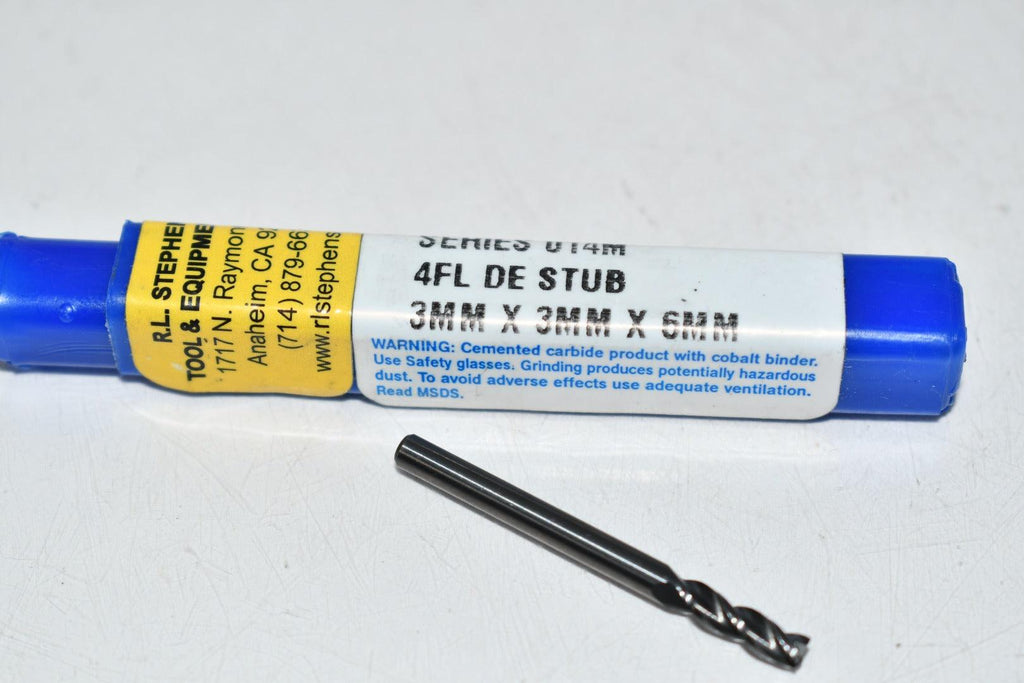 R.L. STEPHEN
TOOL & EQUIPME
1717 N. Raymon
Anaheim, CA 92
(714) 879-66
www.rlstephens
SERIES 014M
4FL DE STUB
3MM X 3MM X 6MM
WARNING: Cemented carbide product with cobalt binder.
Use Safety glasses. Grinding produces potentially hazardous
dust. To avoid adverse effects use adequate ventilation.
Read MSDS.